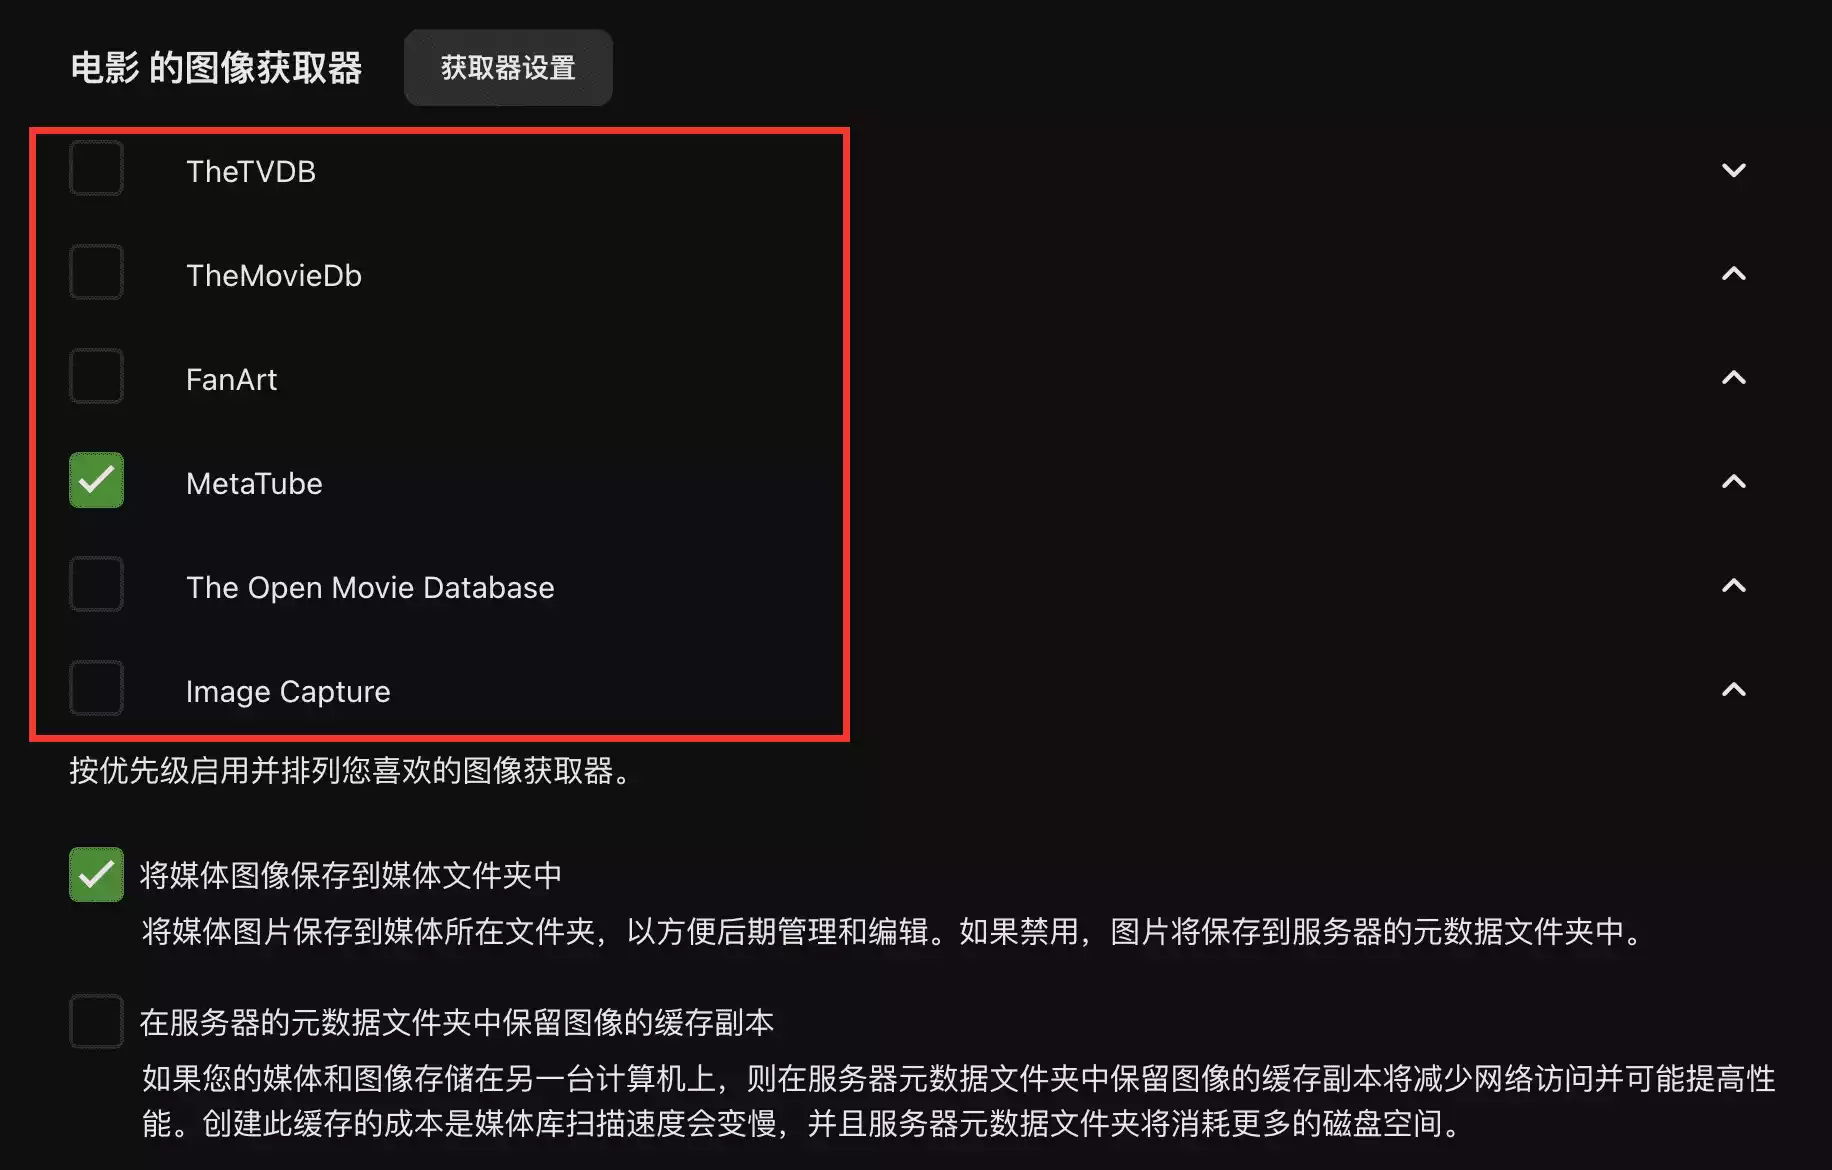 电影 的图像获取器
获取器设置
TheTVDB
TheMovieDb
FanArt
MetaTube
The Open Movie Database
Image Capture
按优先级启用并排列您喜欢的图像获取器。
将媒体图像保存到媒体文件夹中
将媒体图片保存到媒体所在文件夹，以方便后期管理和编辑。如果禁用，图片将保存到服务器的元数据文件夹中。
在服务器的元数据文件夹中保留图像的缓存副本
如果您的媒体和图像存储在另一台计算机上，则在服务器元数据文件夹中保留图像的缓存副本将减少网络访问并可能提高性
能。创建此缓存的成本是媒体库扫描速度会变慢，并且服务器元数据文件夹将消耗更多的磁盘空间。